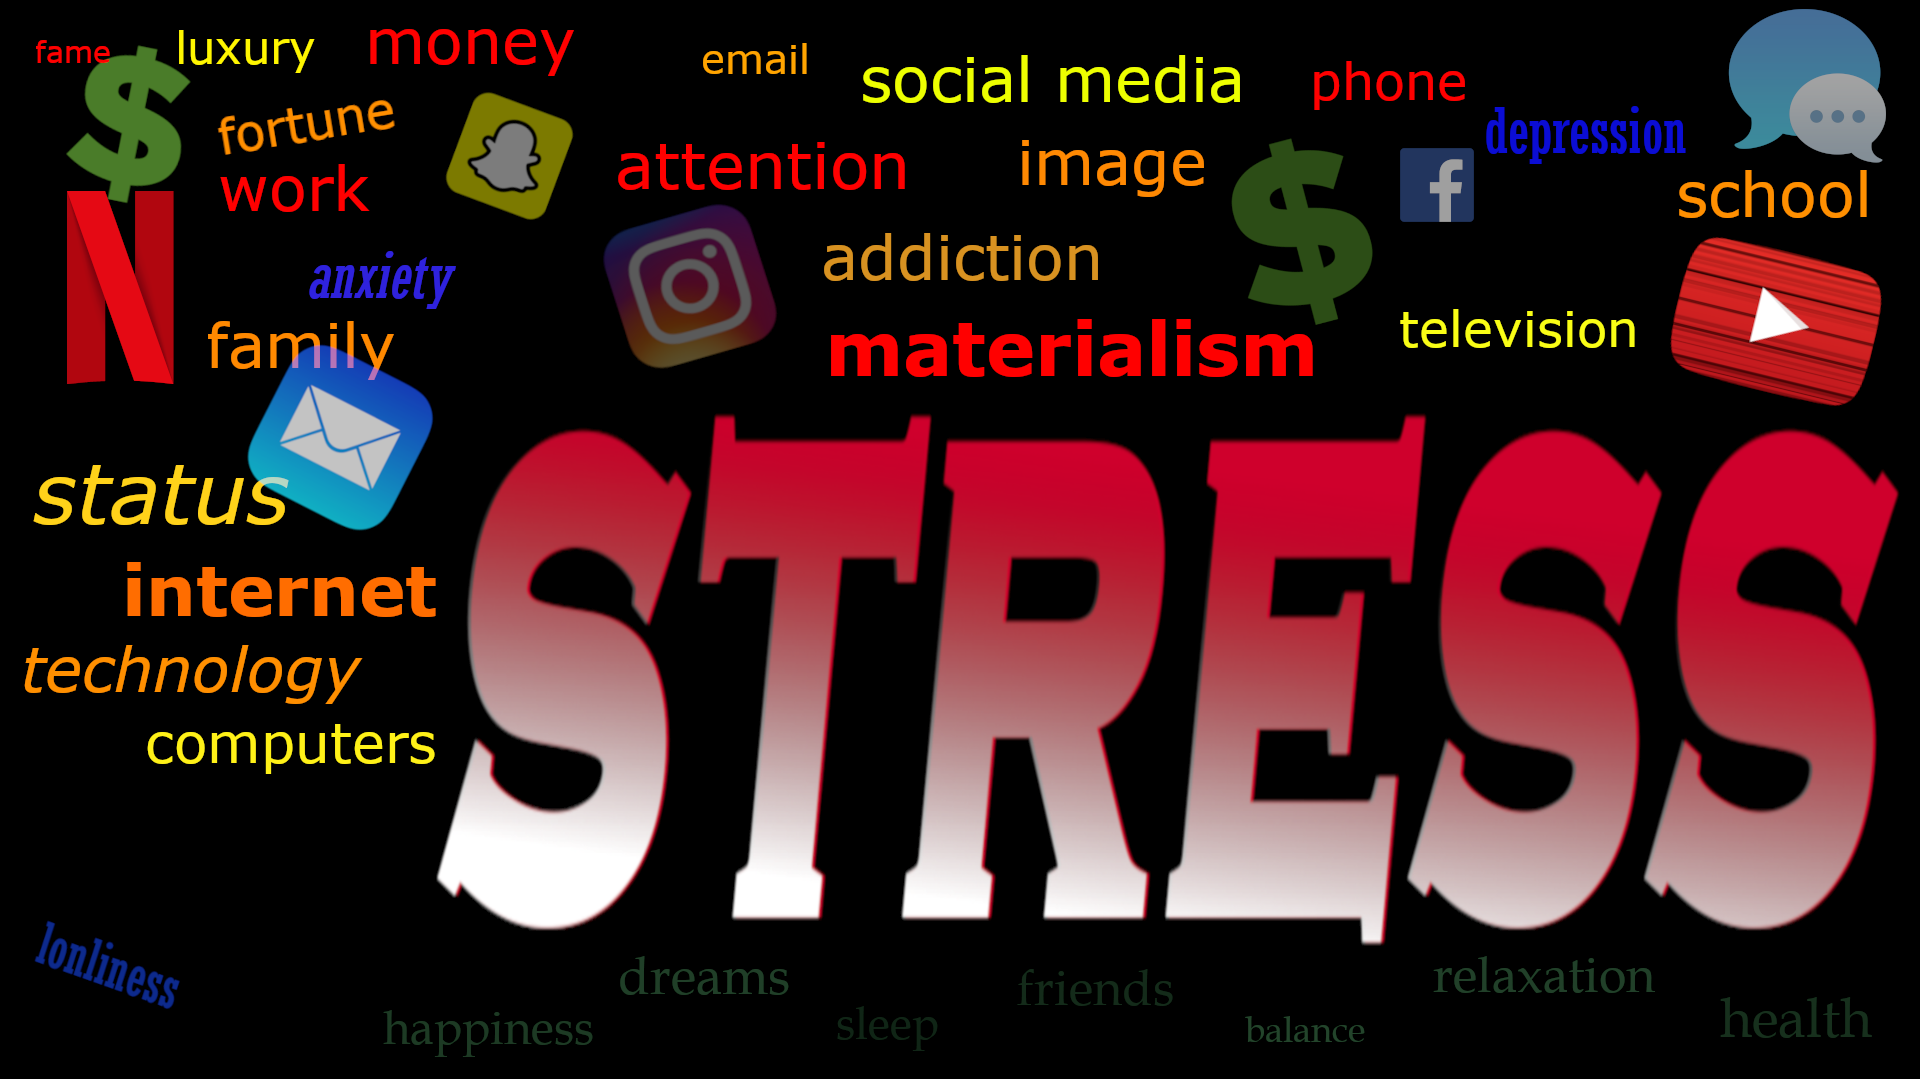 fame
luxury
money
email
social media
phone
fortune
depression
attention
image
work
school
anxiety
addiction
family
materialism
television
status
STRESS
internet
technology
computers
lonliness
dreams
friends
relaxation
happiness
sleep
balance
health